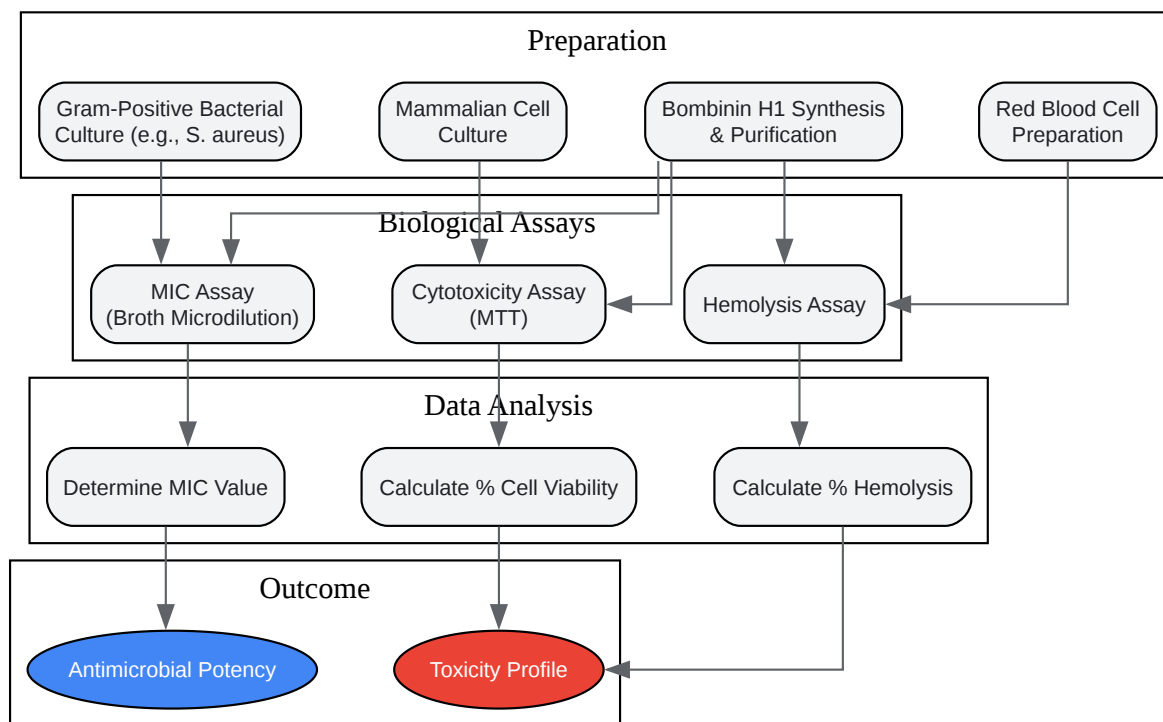 Preparation
Gram-Positive Bacterial
Culture (e.g., S. aureus)
Mammalian Cell
Culture
Bombinin H1 Synthesis
& Purification
Red Blood Cell
Preparation
Biological Assays
MIC Assay
(Broth Microdilution)
Cytotoxicity Assay
(MTT)
Hemolysis Assay
Data Analysis
Determine MIC Value
Calculate % Cell Viability
Calculate % Hemolysis
Outcome
Antimicrobial Potency
Toxicity Profile